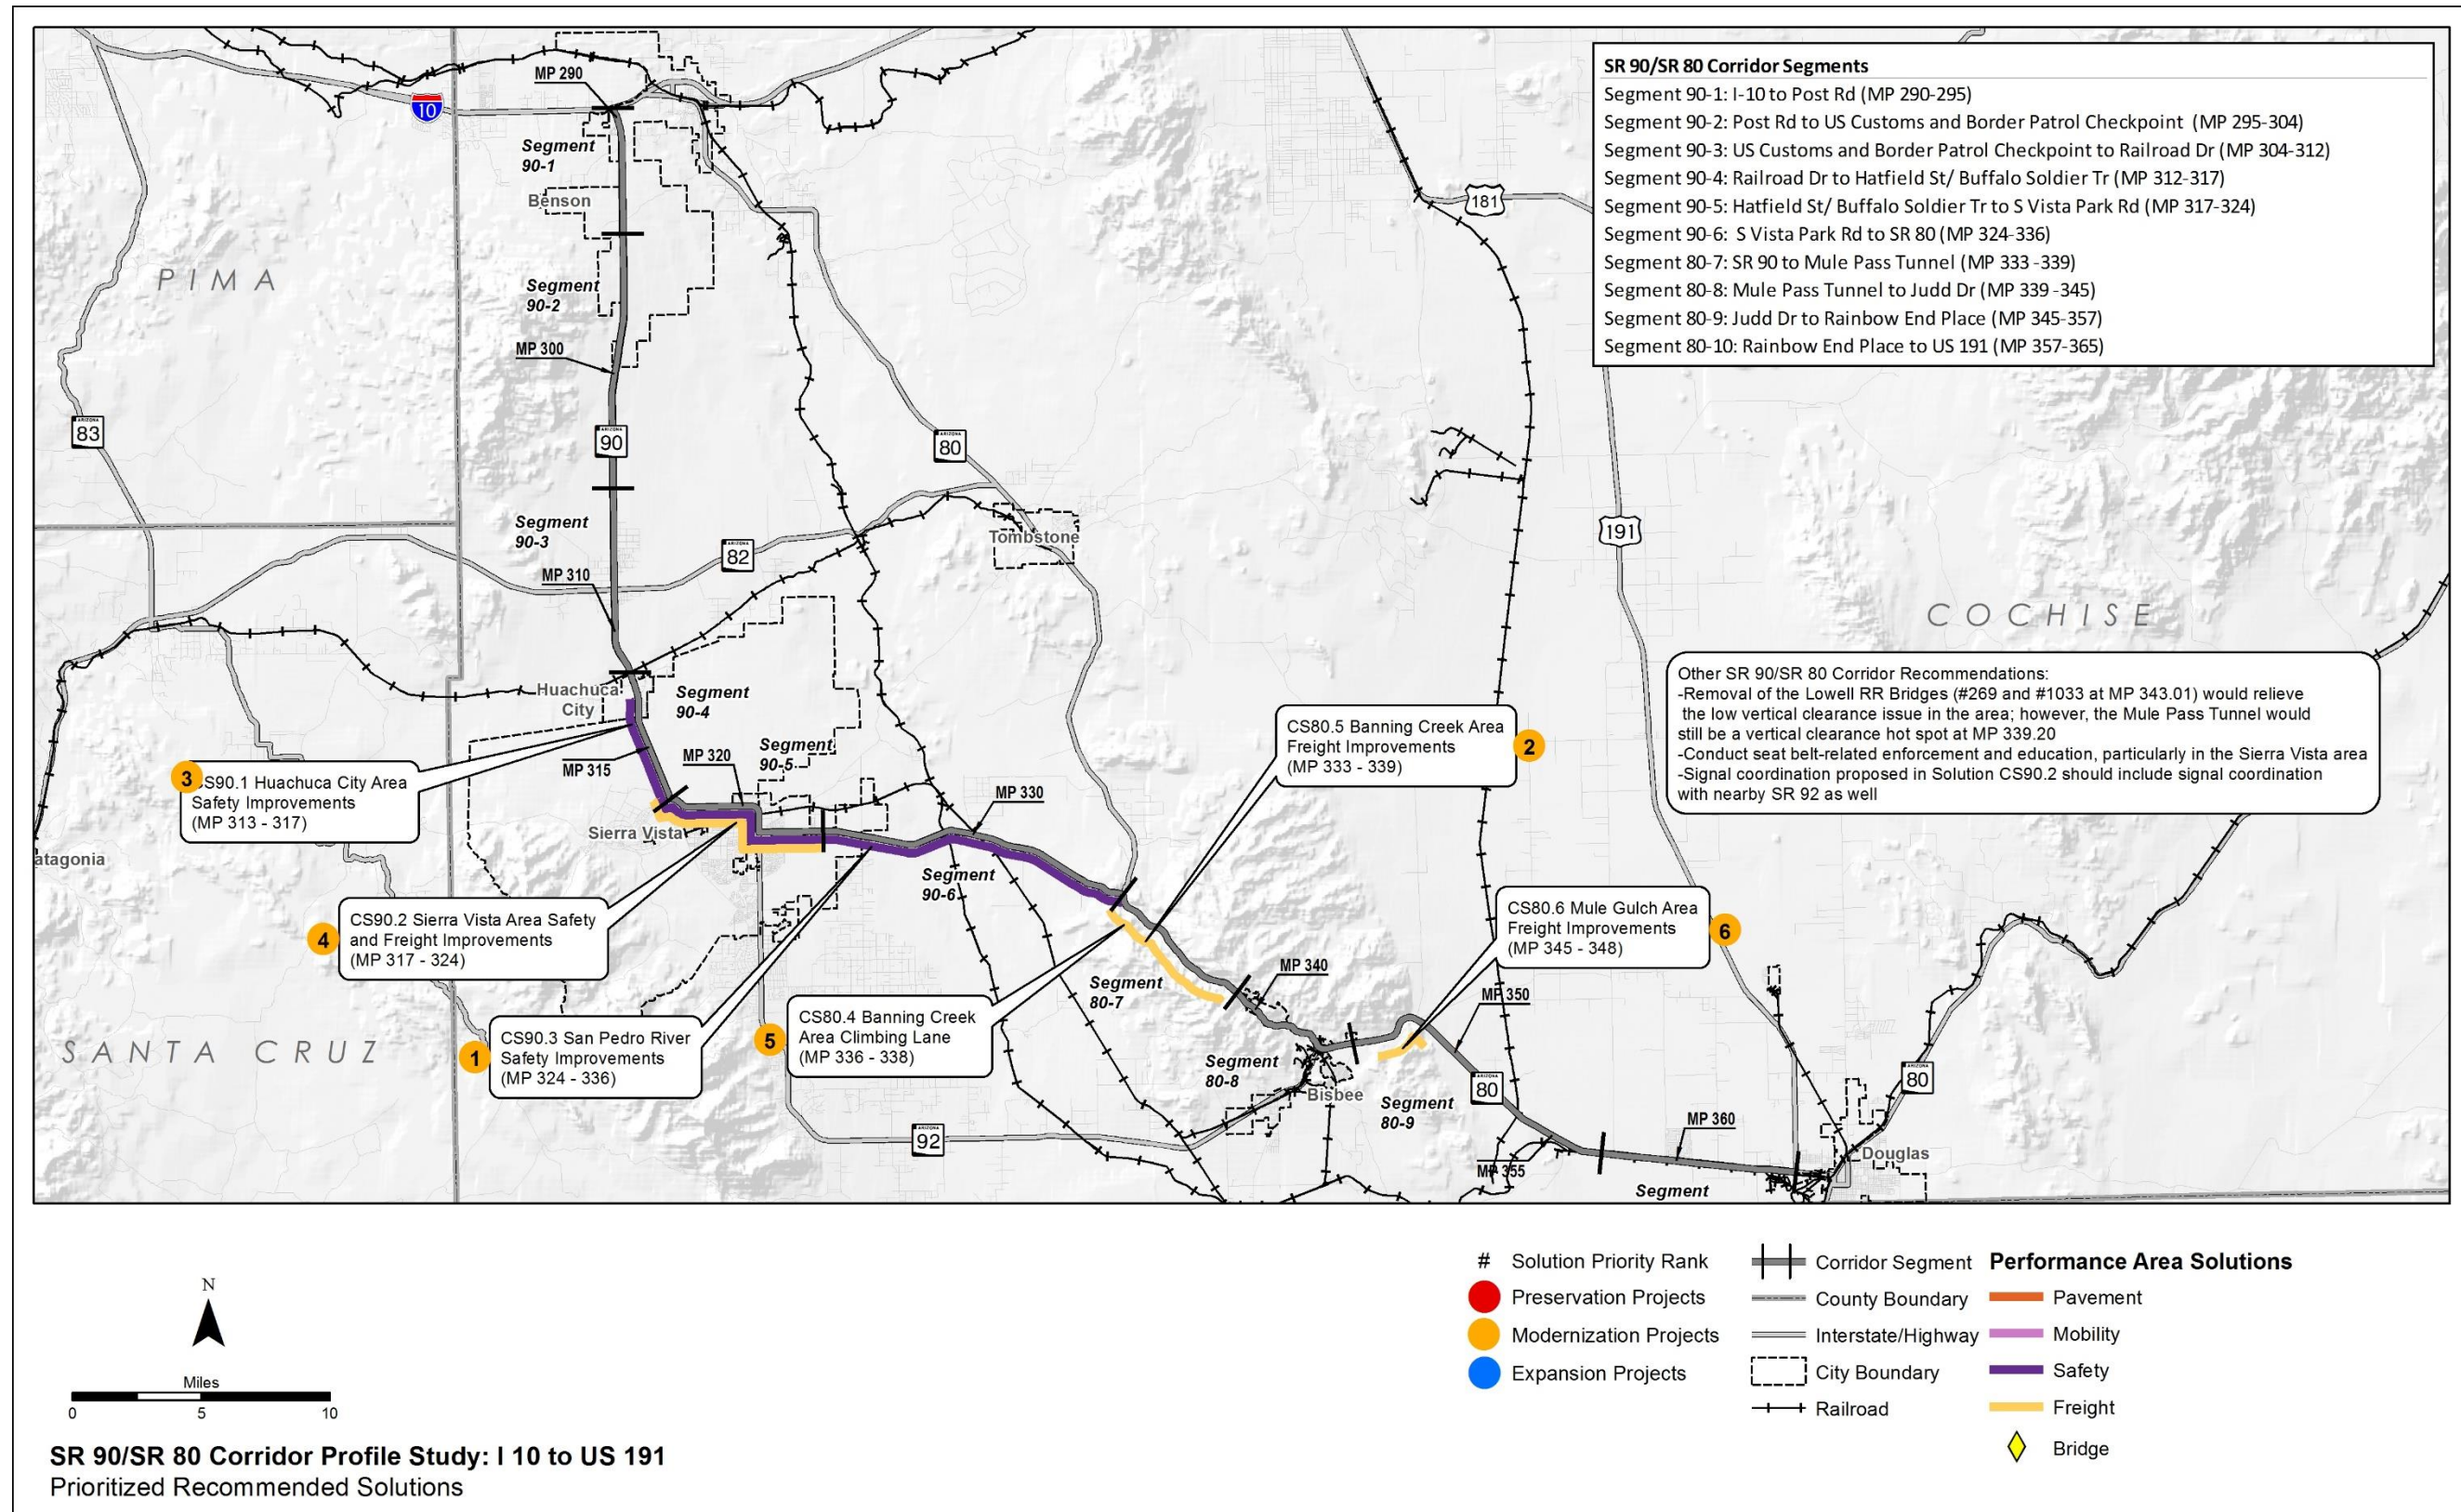 SR 90/SR 80 Corridor Segments
Segment 90-1: I-10 to Post Rd (MP 290-295)
Segment 90-2: Post Rd to US Customs and Border Patrol Checkpoint (MP 295-304)
Segment 90-3: US Customs and Border Patrol Checkpoint to Railroad Dr (MP 304-312)
Segment 90-4: Railroad Dr to Hatfield St/ Buffalo Soldier Tr (MP 312-317)
Segment 90-5: Hatfield St/ Buffalo Soldier Tr to S Vista Park Rd (MP 317-324)
Segment 90-6: S Vista Park Rd to SR 80 (MP 324-336)
Segment 80-7: SR 90 to Mule Pass Tunnel (MP 333 -339)
Segment 80-8: Mule Pass Tunnel to Judd Dr (MP 339 -345)
Segment 80-9: Judd Dr to Rainbow End Place (MP 345-357)
Segment 80-10: Rainbow End Place to US 191 (MP 357-365)
MP 290
10
Segment
90-1
Benson
181
PIMA
Segment
90-2
MP 300
83
ARIZONA
90
ARIZONA
80
Segment
90-3
ARIZONA
82
Tombstone
191
MP 310
COCHISE
Huachuca
City
Segment
90-4
Other SR 90/SR 80 Corridor Recommendations:
-Removal of the Lowell RR Bridges (#269 and #1033 at MP 343.01) would relieve
the low vertical clearance issue in the area; however, the Mule Pass Tunnel would
still be a vertical clearance hot spot at MP 339.20
-Conduct seat belt-related enforcement and education, particularly in the Sierra Vista area
-Signal coordination proposed in Solution CS90.2 should include signal coordination
with nearby SR 92 as well
MP 315
MP 320
Segment
90-5
CS80.5 Banning Creek Area
Freight Improvements
(MP 333 - 339)
2
3
S90.1 Huachuca City Area
Safety Improvements
(MP 313 - 317)
MP 330
Sierra Vista
atagonia
Segment
90-6
4
CS90.2 Sierra Vista Area Safety
and Freight Improvements
(MP 317 - 324)
CS80.6 Mule Gulch Area
Freight Improvements
(MP 345 - 348)
6
Segment
80-7
MP 340
MP 350
SANTA CRUZ
1
CS90.3 San Pedro River
Safety Improvements
(MP 324 - 336)
5
CS80.4 Banning Creek
Area Climbing Lane
(MP 336 - 338)
Segment
80-8
Bisbee
ARIZONA
80
ARIZONA
80
Segment
80-9
ARIZONA
92
MP 360
MP 355
Douglas
Segment
# Solution Priority Rank
Preservation Projects
Modernization Projects
Expansion Projects
Corridor Segment
County Boundary
Interstate/Highway
City Boundary
Railroad
Performance Area Solutions
Pavement
Mobility
Safety
Freight
Bridge
N
Miles
0 5 10
SR 90/SR 80 Corridor Profile Study: I 10 to US 191
Prioritized Recommended Solutions